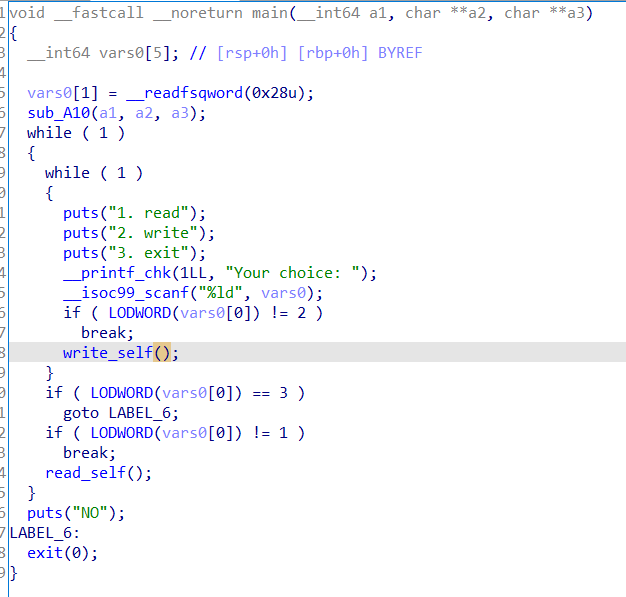 1void __fastcall __noreturn main(__int64 a1, char **a2, char **a3)
2{
3  __int64 vars0[5]; // [rsp+0h] [rbp+0h] BYREF
4
5  vars0[1] = __readfsqword(0x28u);
6  sub_A10(a1, a2, a3);
7  while ( 1 )
8  {
9    while ( 1 )
0    {
1      puts("1. read");
2      puts("2. write");
3      puts("3. exit");
4      __printf_chk(1LL, "Your choice: ");
5      __isoc99_scanf("%ld", vars0);
6      if ( LODWORD(vars0[0]) != 2 )
7        break;
8      write_self();
9    }
0    if ( LODWORD(vars0[0]) == 3 )
1      goto LABEL_6;
2    if ( LODWORD(vars0[0]) != 1 )
3      break;
4    read_self();
5  }
6  puts("NO");
7LABEL_6:
8  exit(0);
9}